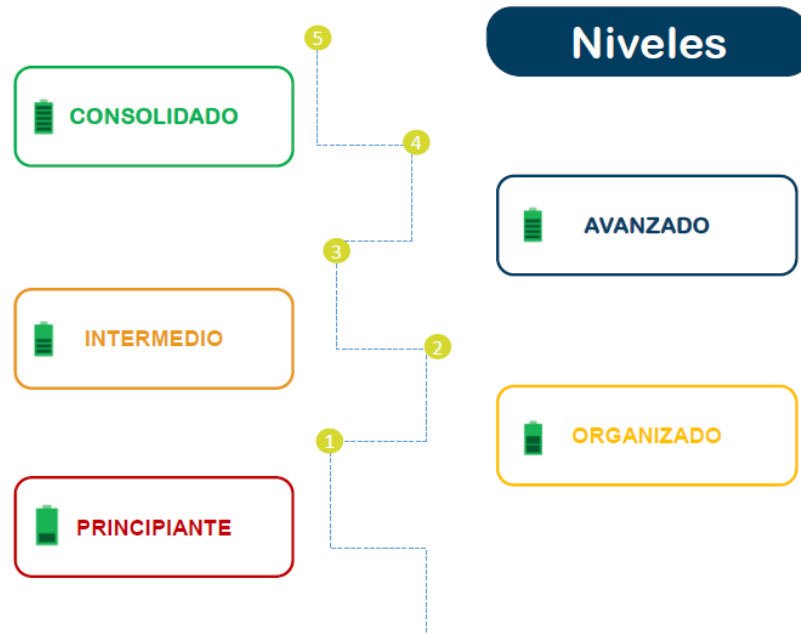 Niveles
5
CONSOLIDADO
4
AVANZADO
3
INTERMEDIO
2
ORGANIZADO
1
PRINCIPIANTE